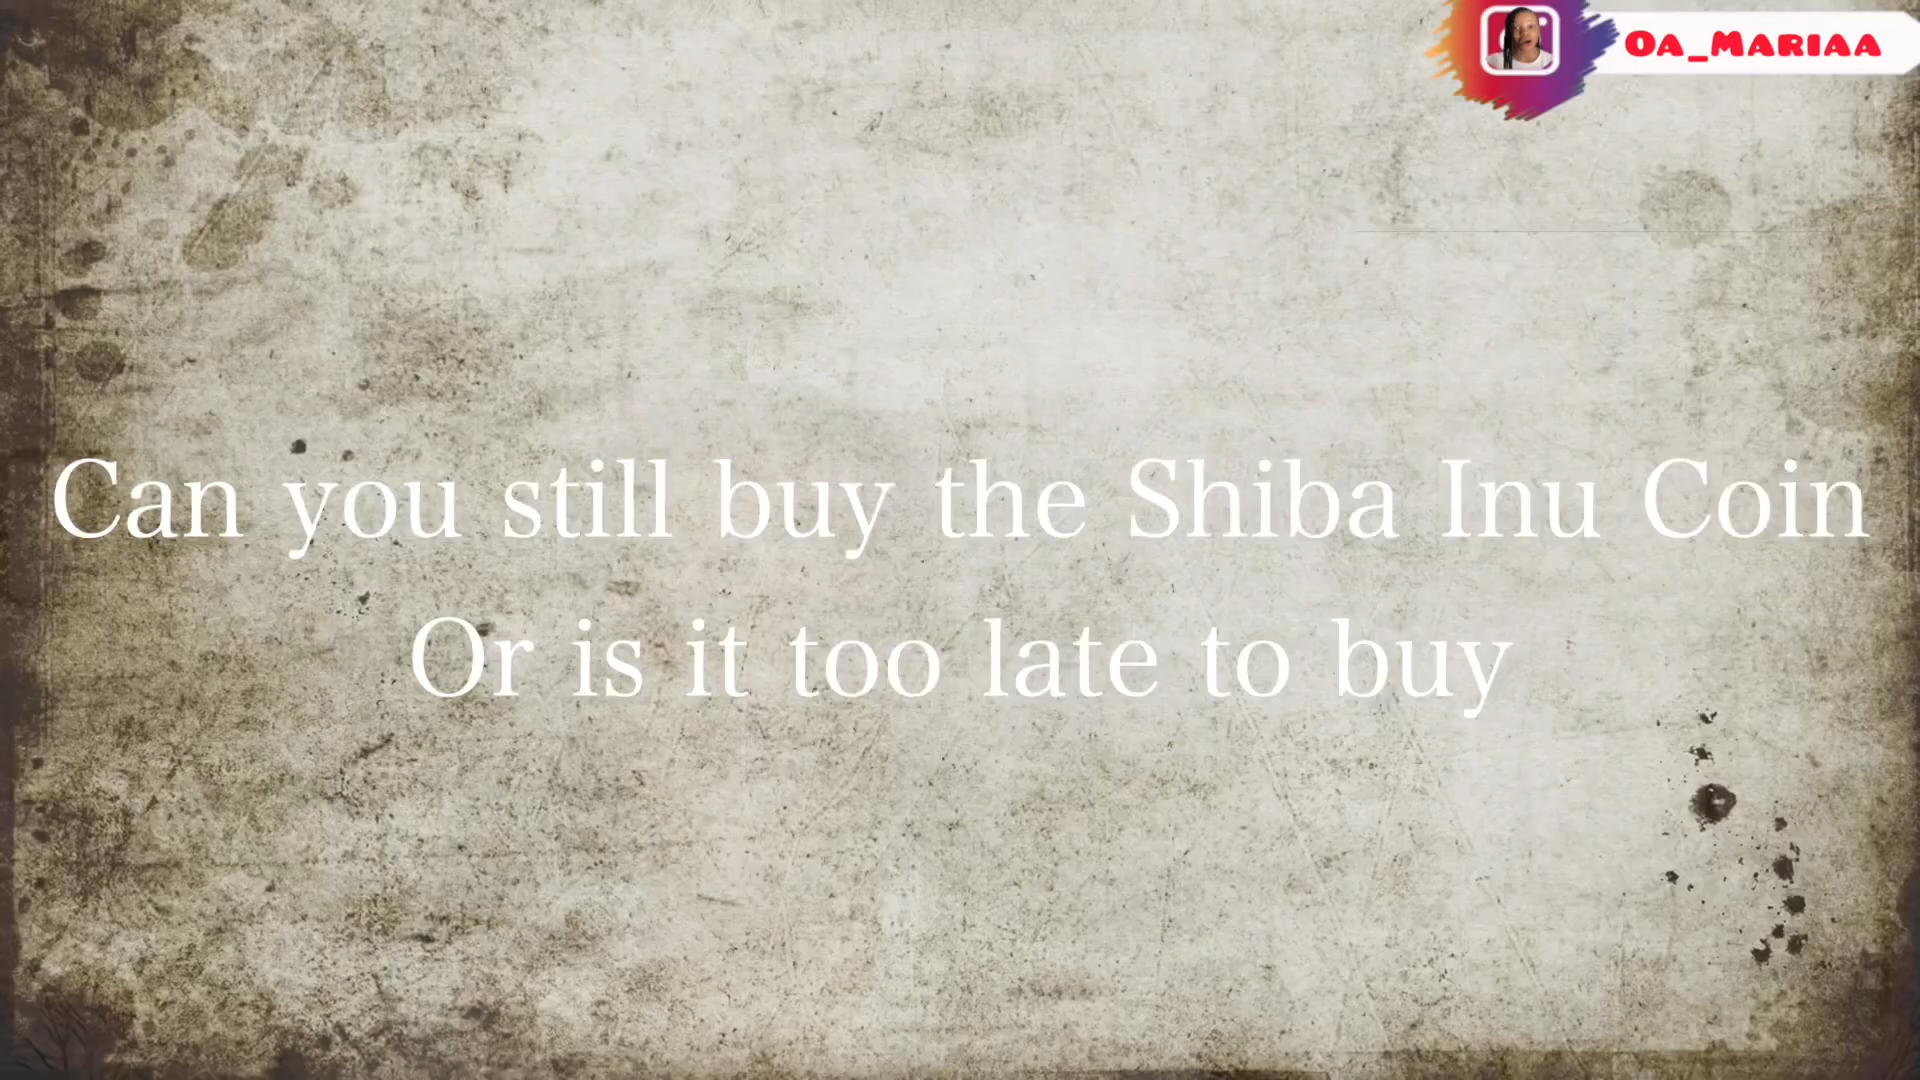 Oa_Mariaa
Can you still buy the Shiba Inu Coin
Or is it too late to buy